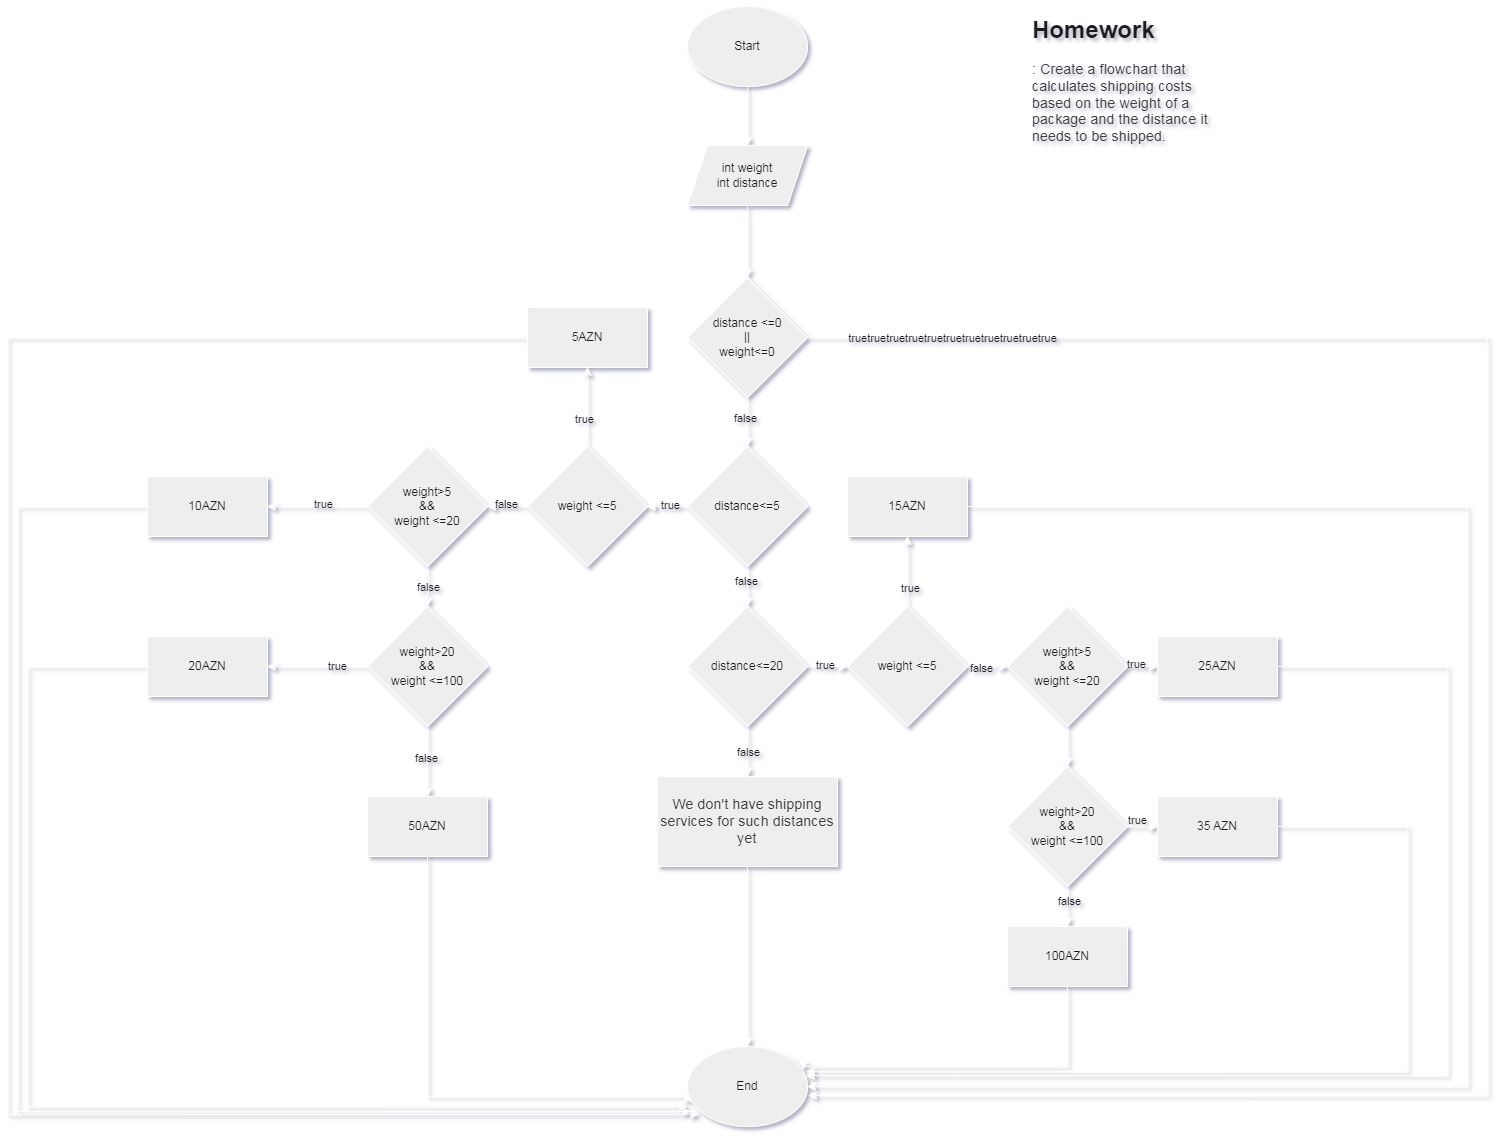 Start
Homework
: Create a flowchart that
calculates shipping costs
based on the weight of a
package and the distance it
needs to be shipped.
int weight
int distance
distance <=0
||
weight<=0
truetruetruetruetruetruetruetruetruetruetrue
5AZN
false
true
10AZN
true
weight>5
&&
weight <=20
false
weight <=5
true
distance<=5
15AZN
false
false
true
20AZN
true
weight>20
&&
weight <=100
distance<=20
true
weight <=5
false
weight>5
&&
weight <=20
true
25AZN
false
false
50AZN
We don't have shipping
services for such distances
yet
weight>20
&&
weight <=100
true
35 AZN
false
100AZN
End